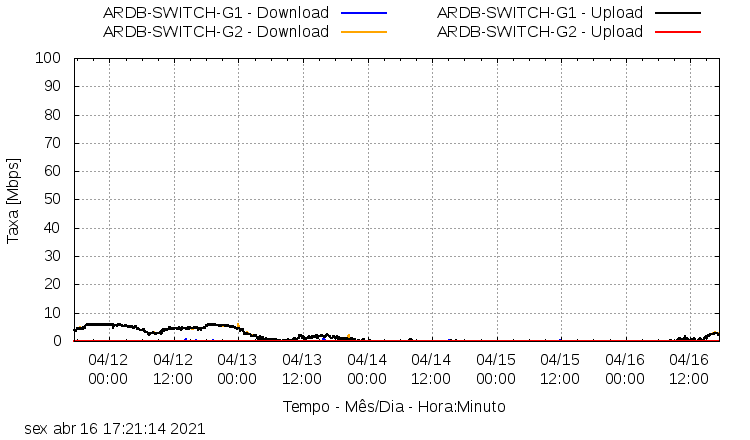 ARDB-SWITCH-G1 - Download
ARDB-SWITCH-G1 - Upload
ARDB-SWITCH-G2 - Download
ARDB-SWITCH-G2 - Upload
Taxa [Mbps]
100
90
80
70
60
50
40
30
20
10
0
04/12 04/12 04/13 04/13 04/14 04/14 04/15 04/15 04/16 04/16
00:00 12:00 00:00 12:00 00:00 12:00 00:00 12:00 00:00 12:00
Tempo - Mês/Dia - Hora:Minuto
sex abr 16 17:21:14 2021